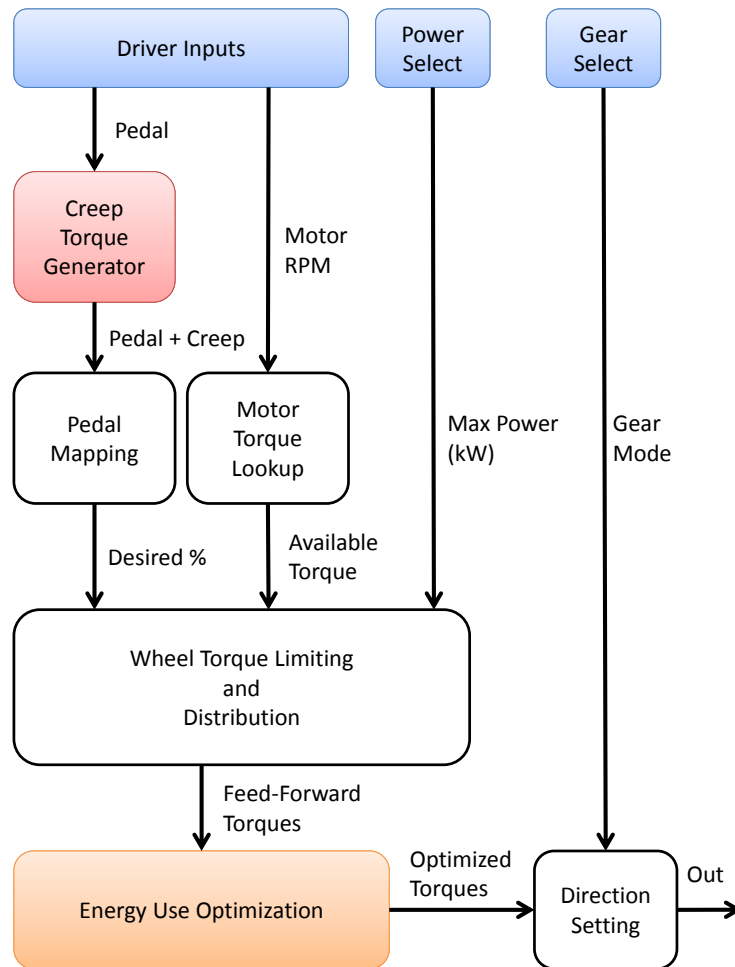 Driver Inputs
Power
Select
Gear
Select
Pedal
Creep
Torque
Generator
Motor
RPM
Pedal + Creep
Pedal
Mapping
Motor
Torque
Lookup
Max Power
(kW)
Gear
Mode
Desired %
Available
Torque
Wheel Torque Limiting
and
Distribution
Feed-Forward
Torques
Energy Use Optimization
Optimized
Torques
Direction
Setting
Out